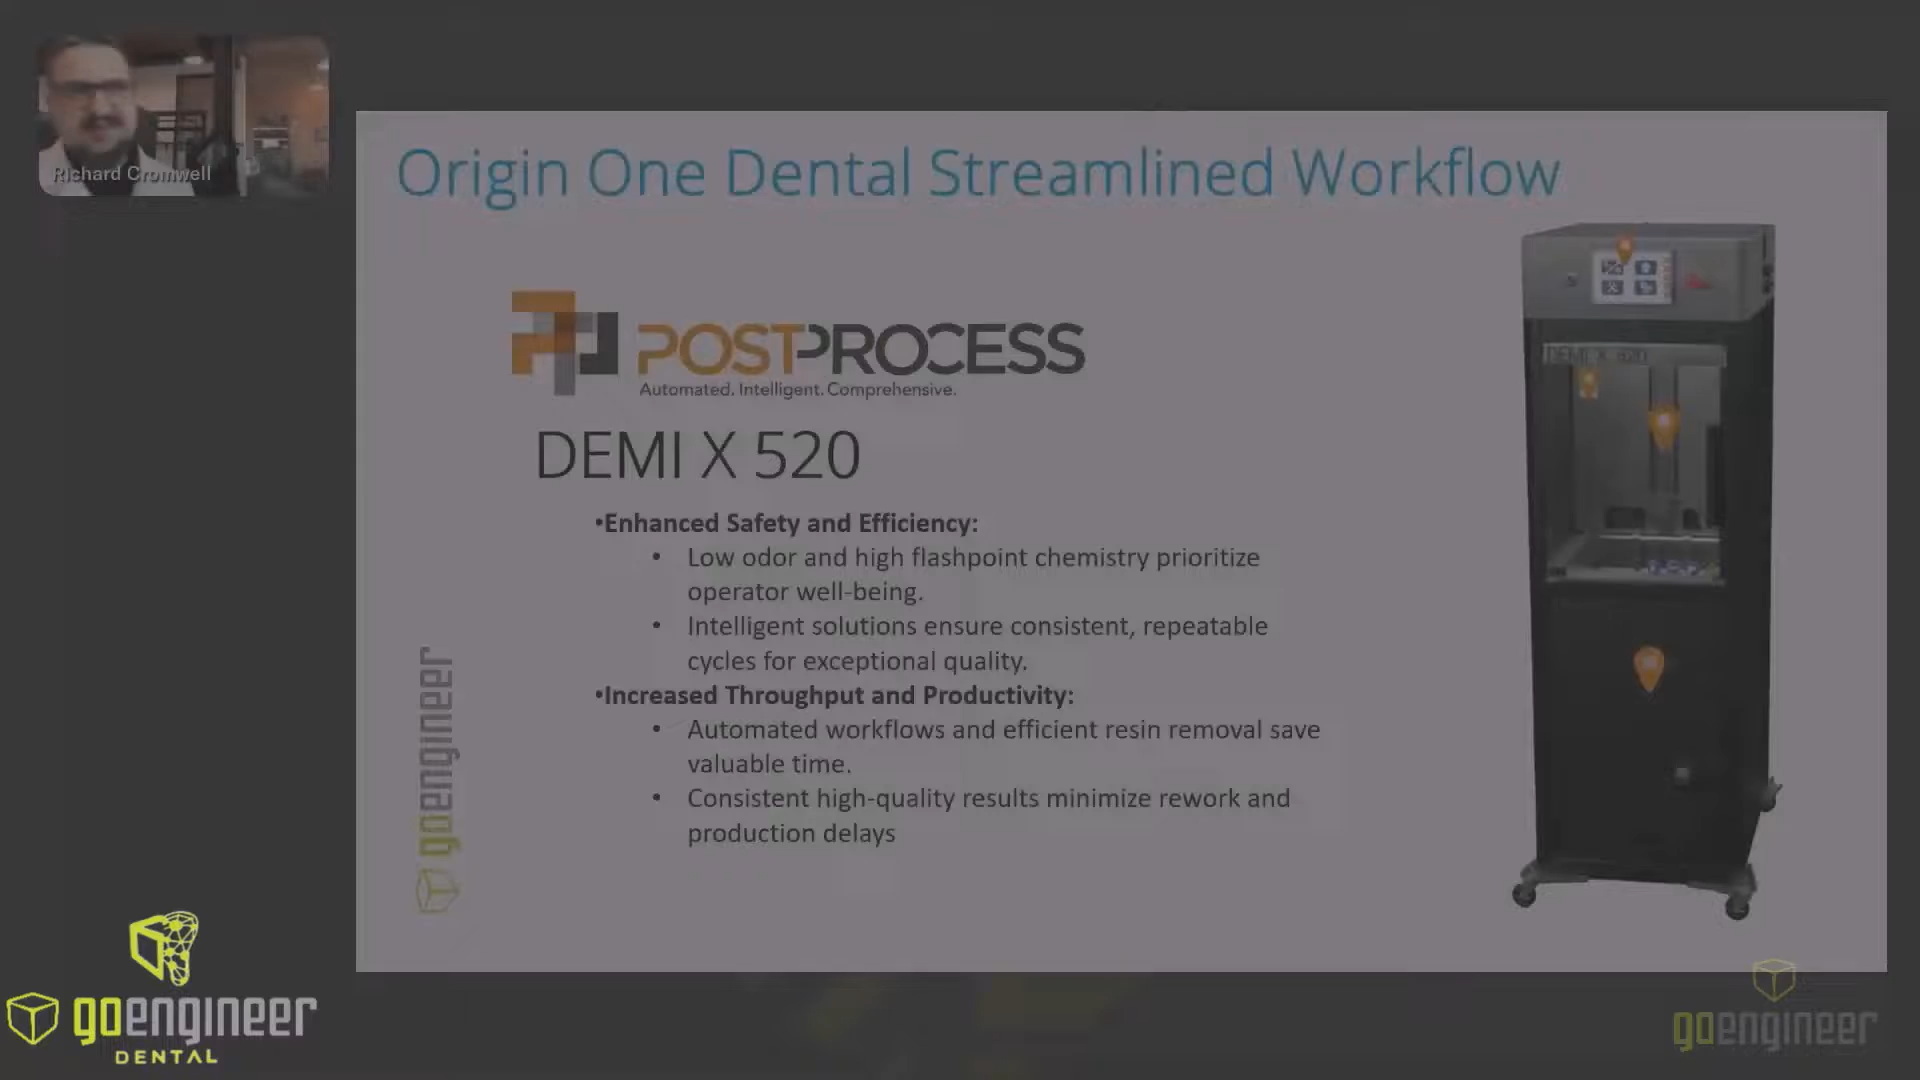 Richard Cromwell
Origin One Dental Streamlined Workflow
POSTPROCESS
Automated. Intelligent. Comprehensive.
DEMI X 520
DEMI X 520
•Enhanced Safety and Efficiency:
• Low odor and high flashpoint chemistry prioritize
operator well-being.
• Intelligent solutions ensure consistent, repeatable
cycles for exceptional quality.
•Increased Throughput and Productivity:
• Automated workflows and efficient resin removal save
valuable time.
• Consistent high-quality results minimize rework and
production delays
goengineer
goengineer
DENTAL
goengineer